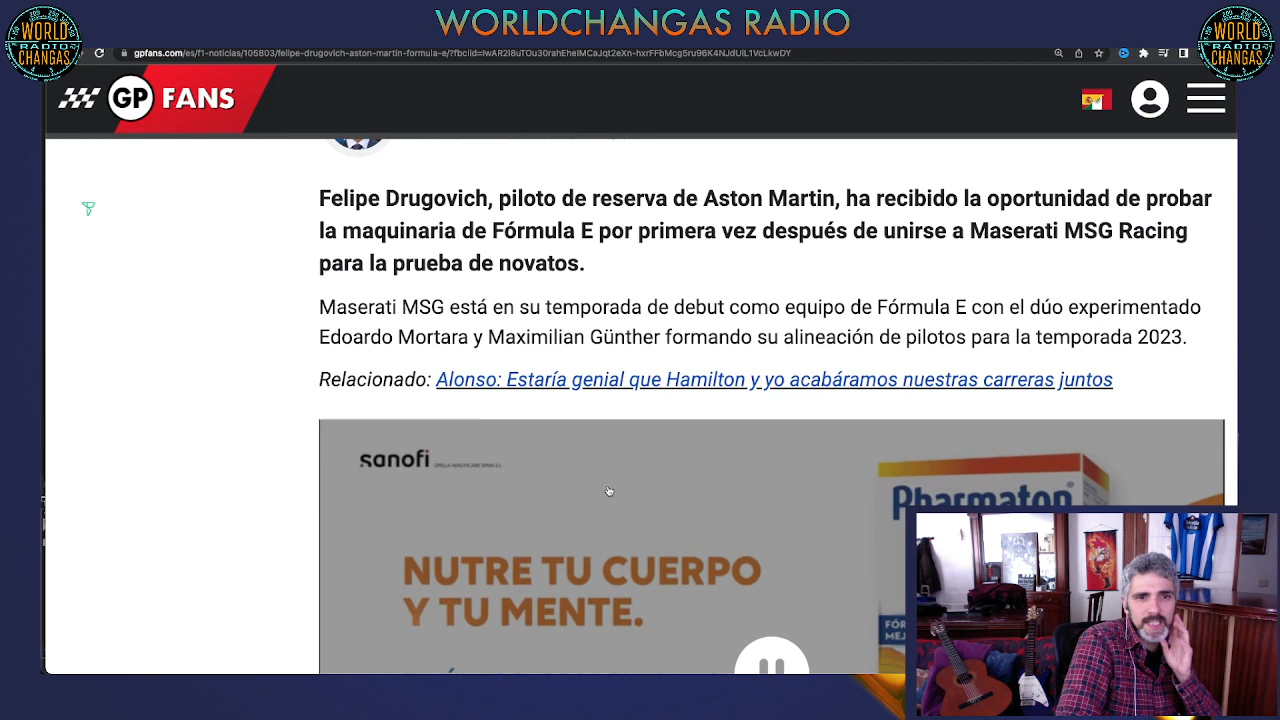 WORLDCHANGAS RADIO
WORLD
RADIO
CHANGAS
WORLD
RADIO
CHANGAS
GP FANS
Felipe Drugovich, piloto de reserva de Aston Martin, ha recibido la oportunidad de probar
la maquinaria de Fórmula E por primera vez después de unirse a Maserati MSG Racing
para la prueba de novatos.
Maserati MSG está en su temporada de debut como equipo de Fórmula E con el dúo experimentado
Edoardo Mortara y Maximilian Günther formando su alineación de pilotos para la temporada 2023.
Relacionado: Alonso: Estaría genial que Hamilton y yo acabáramos nuestras carreras juntos
sanofi
Pharmaton
NUTRE TU CUERPO
Y TU MENTE.